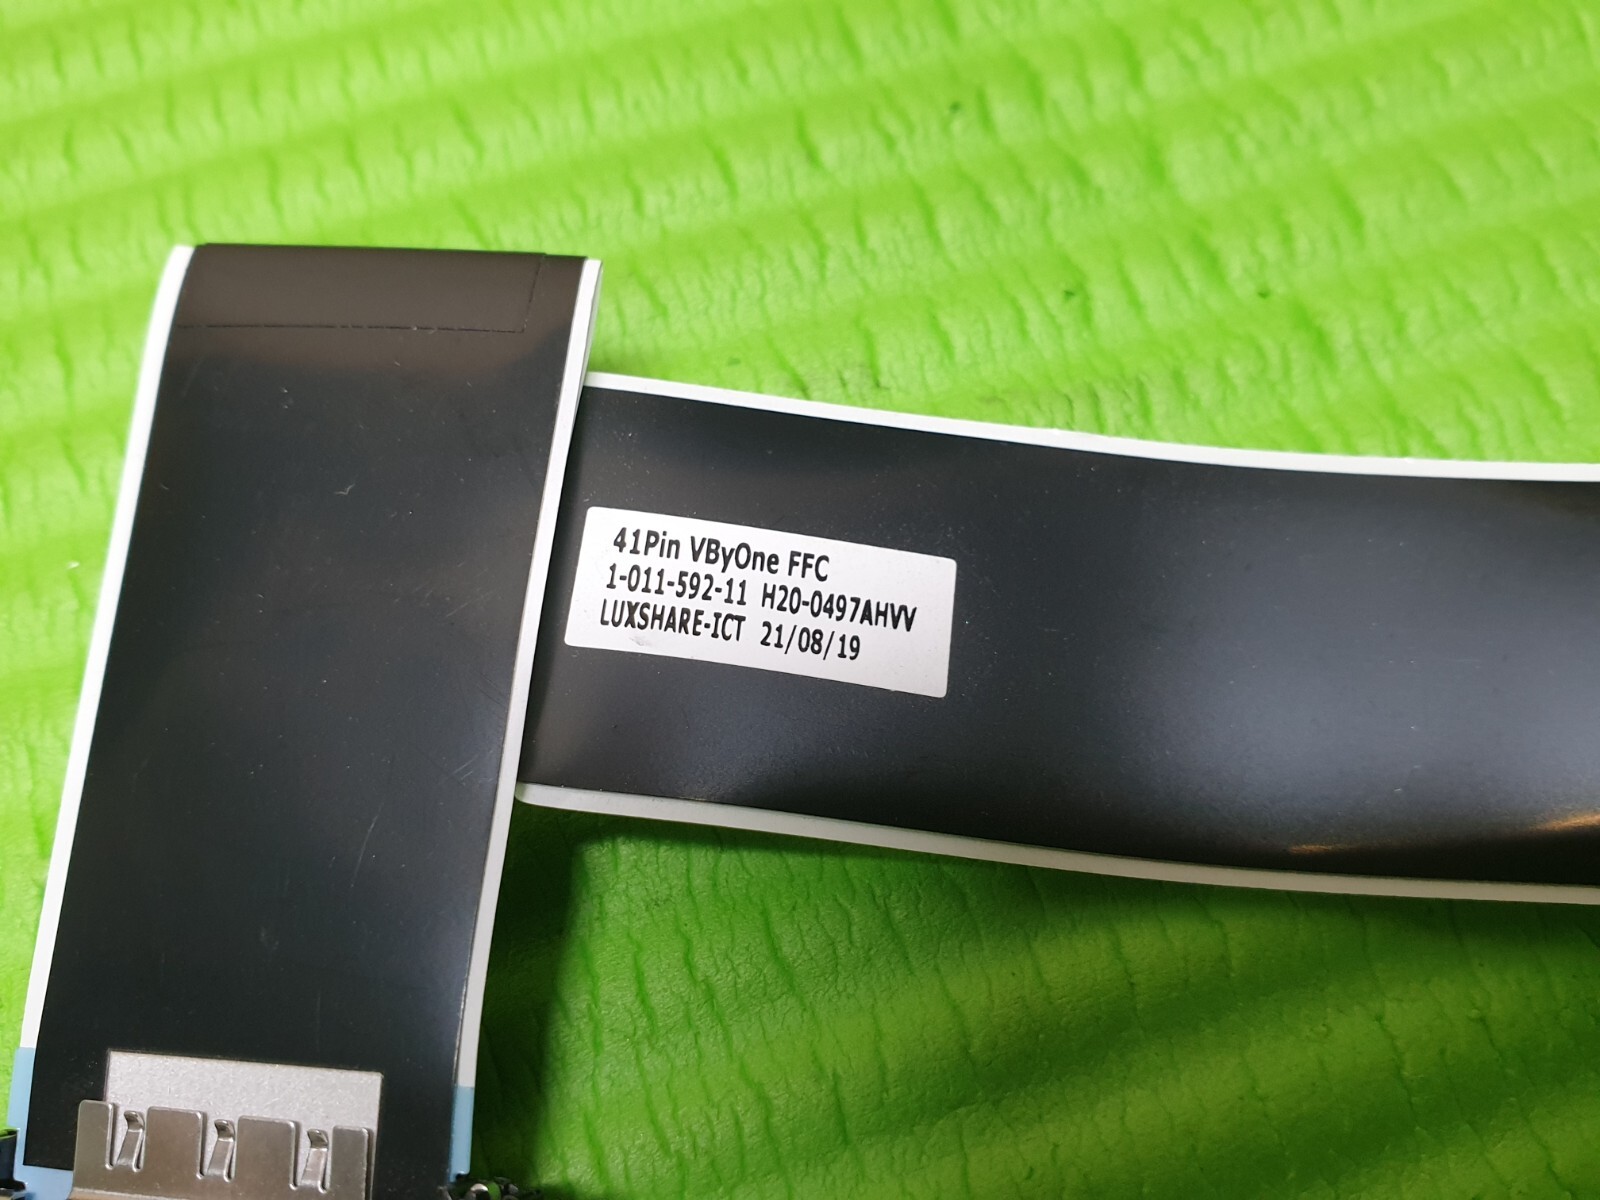 41Pin VByOne FFC
1-011-592-11 H20-0497AHVV
LUXSHARE-ICT 21/08/19